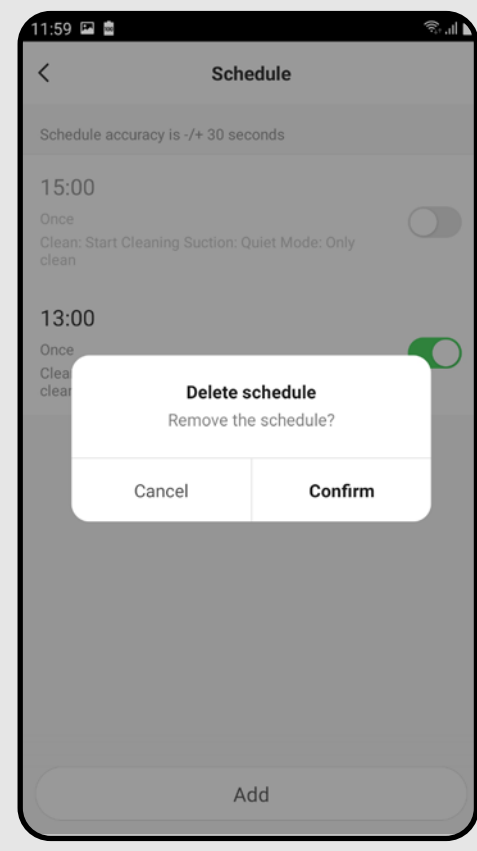 11:59
Schedule
Schedule accuracy is -/+ 30 seconds
15:00
Once
Clean: Start Cleaning Suction: Quiet Mode: Only
clean
13:00
Once
Clea
clean
Delete schedule
Remove the schedule?
Cancel
Confirm
Add